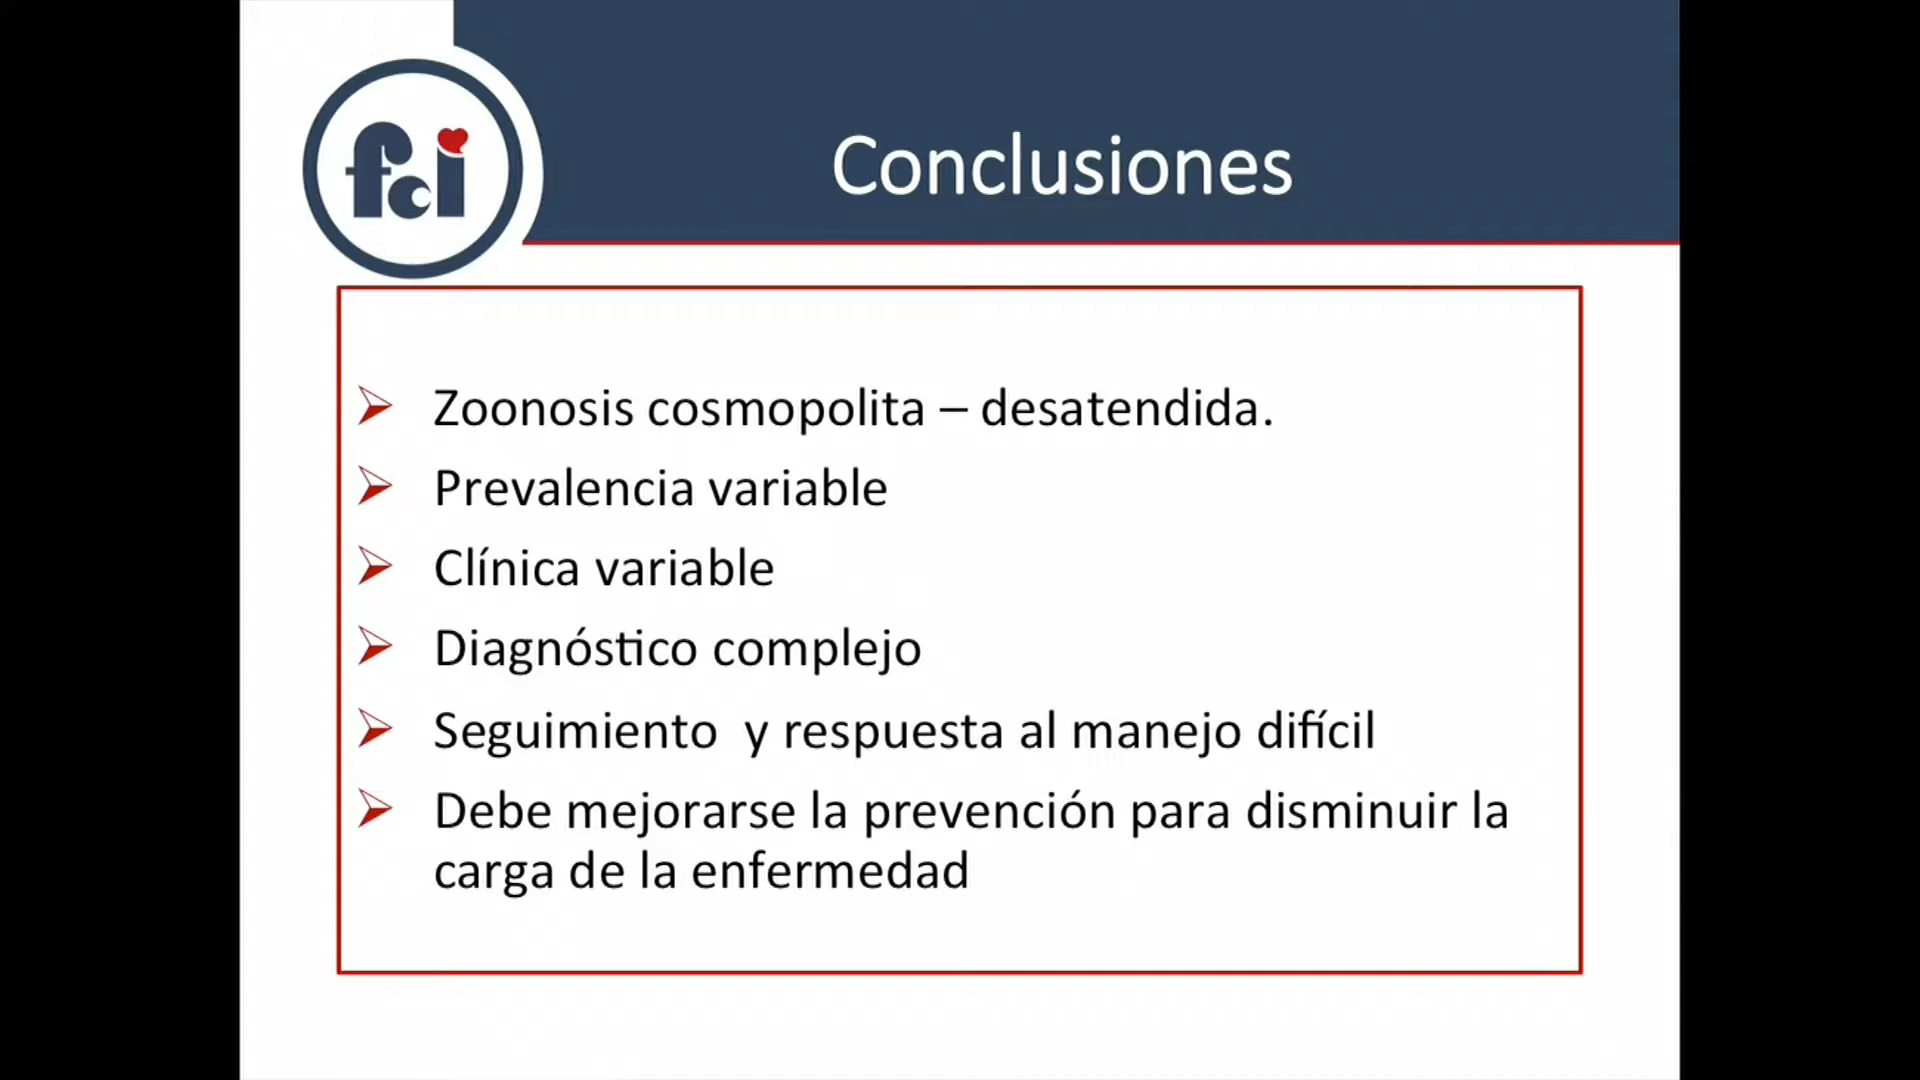 fci
Conclusiones
➢ Zoonosis cosmopolita – desatendida.
➢ Prevalencia variable
➢ Clínica variable
➢ Diagnóstico complejo
➢ Seguimiento  y respuesta al manejo difícil
➢ Debe mejorarse la prevención para disminuir la
carga de la enfermedad